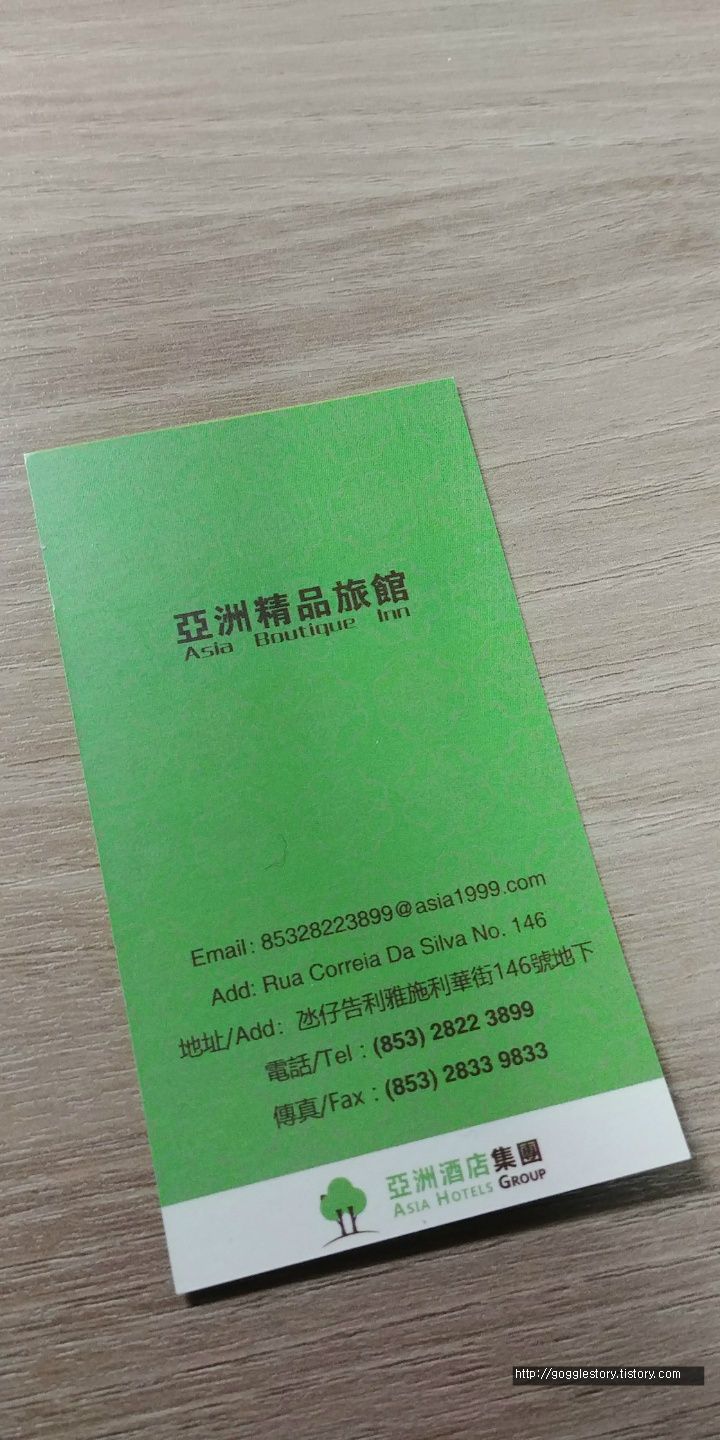 亞洲精品旅館
Asia Boutique Inn
Email: 85328223899@asia1999.com
Add: Rua Correia Da Silva No. 146
地址/Add: 氹仔告利雅施利華街146號地下
電話/Tel : (853) 2822 3899
傳真/Fax : (853) 2833 9833
亞洲酒店集團
ASIA HOTELS GROUP
http://gogglestory.tistory.com